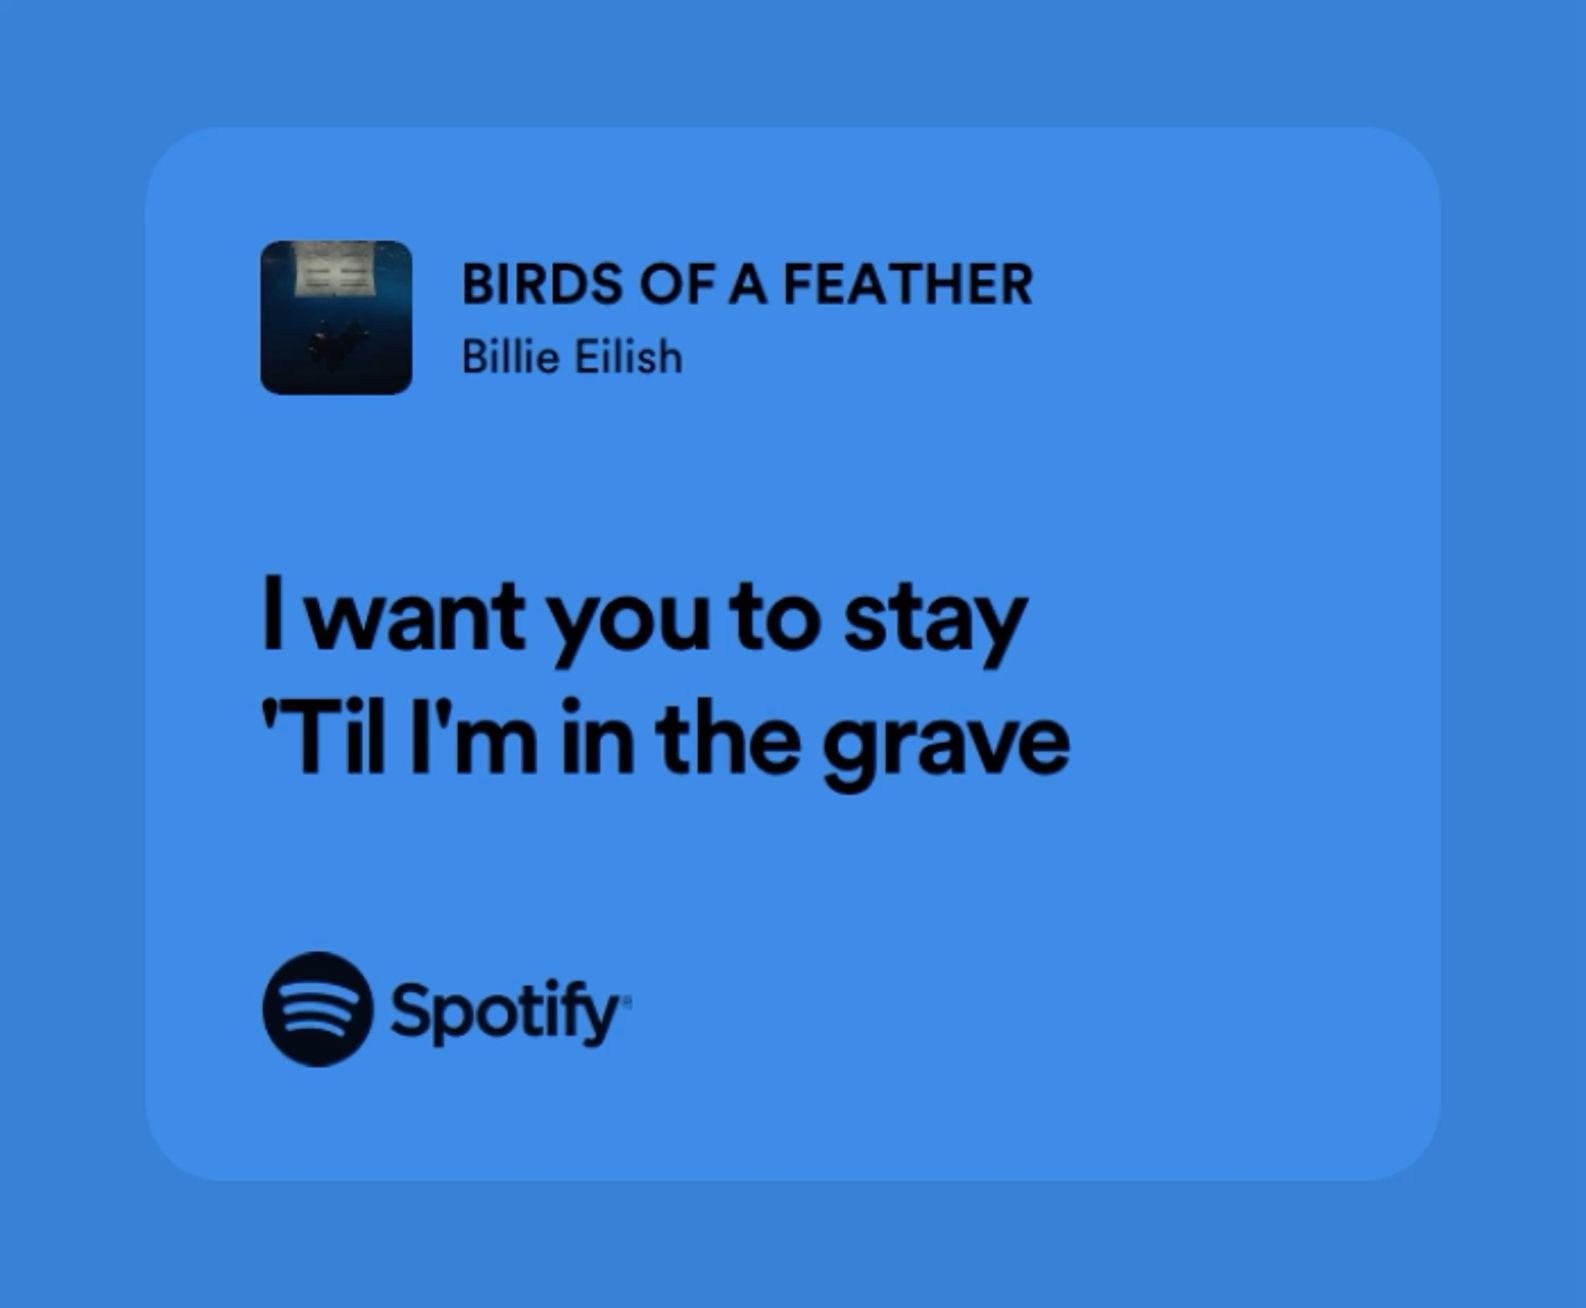 BIRDS OF A FEATHER
Billie Eilish
I want you to stay
'Til I'm in the grave
Spotify